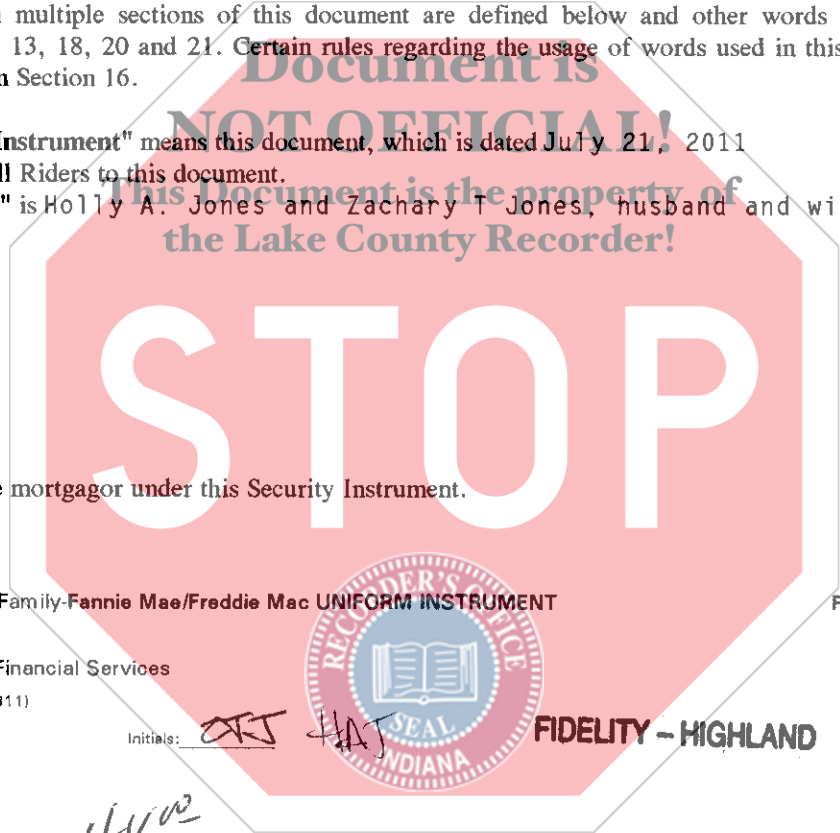 multiple sections of this document are defined below and other words
13, 18, 20 and 21. Certain rules regarding the usage of words used in this
Section 16.
Document is
NOT OFFICIAL!
Instrument" means this document, which is dated July 21, 2011
ll Riders to this document.
This Document is the property of
" is Holly A. Jones and Zachary T Jones, husband and wi
the Lake County Recorder!
STOP
mortgagor under this Security Instrument.
Family-Fannie Mae/Freddie Mac UNIFORM INSTRUMENT
Financial Services
311)
RECORDER'S OFFICE
SEAL
INDIANA
Initials: ZTJ HAJ
FIDELITY - HIGHLAND